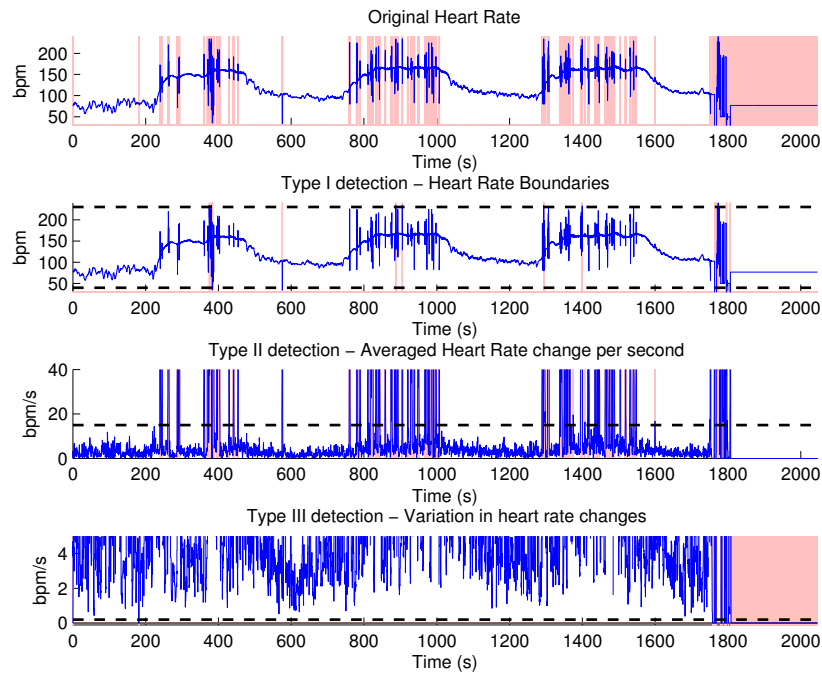 Original Heart Rate
bpm
200
150
100
50
0 200 400 600 800 1000 1200 1400 1600 1800 2000
Time (s)
Type I detection − Heart Rate Boundaries
bpm
200
150
100
50
0 200 400 600 800 1000 1200 1400 1600 1800 2000
Time (s)
Type II detection − Averaged Heart Rate change per second
bpm/s
40
20
0
0 200 400 600 800 1000 1200 1400 1600 1800 2000
Time (s)
Type III detection − Variation in heart rate changes
bpm/s
4
2
0
0 200 400 600 800 1000 1200 1400 1600 1800 2000
Time (s)